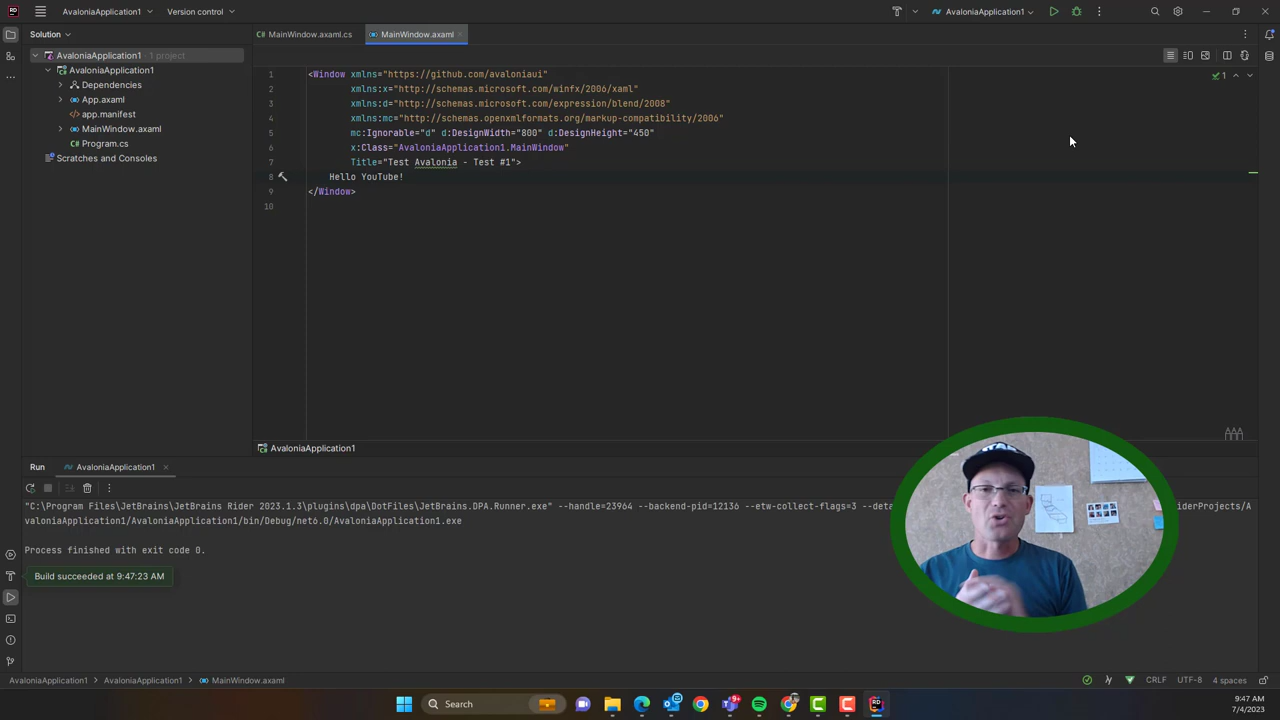 AvaloniaApplication1
Version control
AvaloniaApplication1
Solution
MainWindow.axaml.cs
MainWindow.axaml
AvaloniaApplication1 · 1 project
AvaloniaApplication1
Dependencies
App.axaml
app.manifest
MainWindow.axaml
Program.cs
Scratches and Consoles
1 <Window xmlns="https://github.com/avaloniaui"
2 xmlns:x="http://schemas.microsoft.com/winfx/2006/xaml"
3 xmlns:d="http://schemas.microsoft.com/expression/blend/2008"
4 xmlns:mc="http://schemas.openxmlformats.org/markup-compatibility/2006"
5 mc:Ignorable="d" d:DesignWidth="800" d:DesignHeight="450"
6 x:Class="AvaloniaApplication1.MainWindow"
7 Title="Test Avalonia - Test #1">
8 Hello YouTube!
9 </Window>
10
1
AvaloniaApplication1
Run
AvaloniaApplication1
"C:\Program Files\JetBrains\JetBrains Rider 2023.1.3\plugins\dpa\DotFiles\JetBrains.DPA.Runner.exe" --handle=23964 --backend-pid=12136 --etw-collect-flags=3 --deta
iderProjects/A
valoniaApplication1/AvaloniaApplication1/bin/Debug/net6.0/AvaloniaApplication1.exe
Process finished with exit code 0.
Build succeeded at 9:47:23 AM
AvaloniaApplication1
AvaloniaApplication1
MainWindow.axaml
CRLF
UTF-8
4 spaces
Search
9:47 AM
7/4/2023